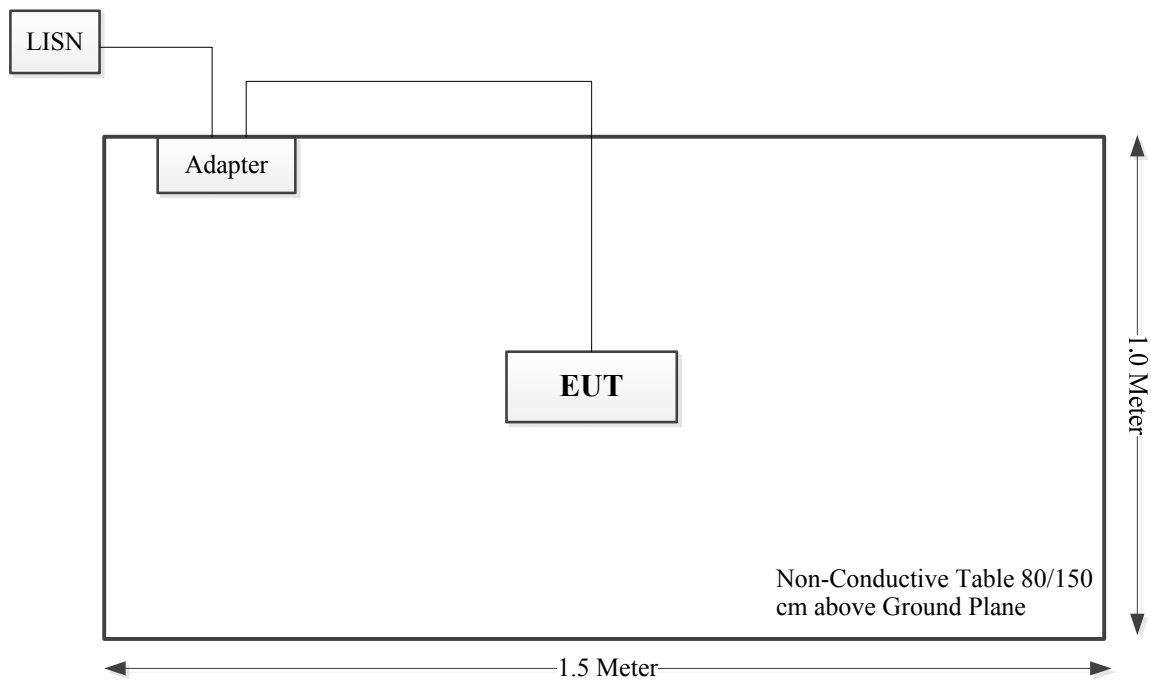 LISN
Adapter
EUT
1.0 Meter
Non-Conductive Table 80/150
cm above Ground Plane
1.5 Meter